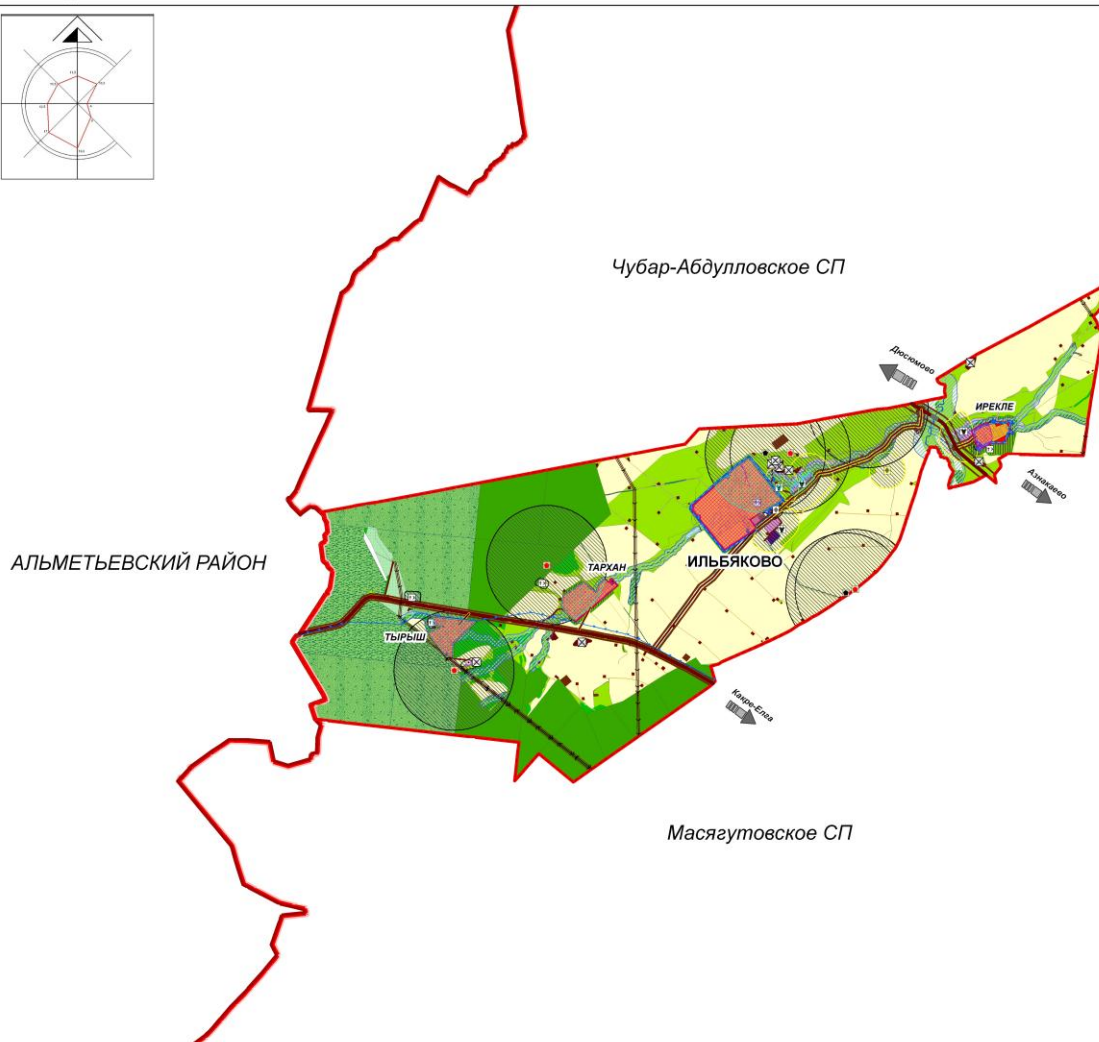 Чубар-Абдулловское СП
Дюсюмово
ИРЕКЛЕ
Азнакаево
АЛЬМЕТЬЕВСКИЙ РАЙОН
ТАРХАН
ИЛЬБЯКОВО
ТЫРЫШ
Какре-Елга
Масягутовское СП